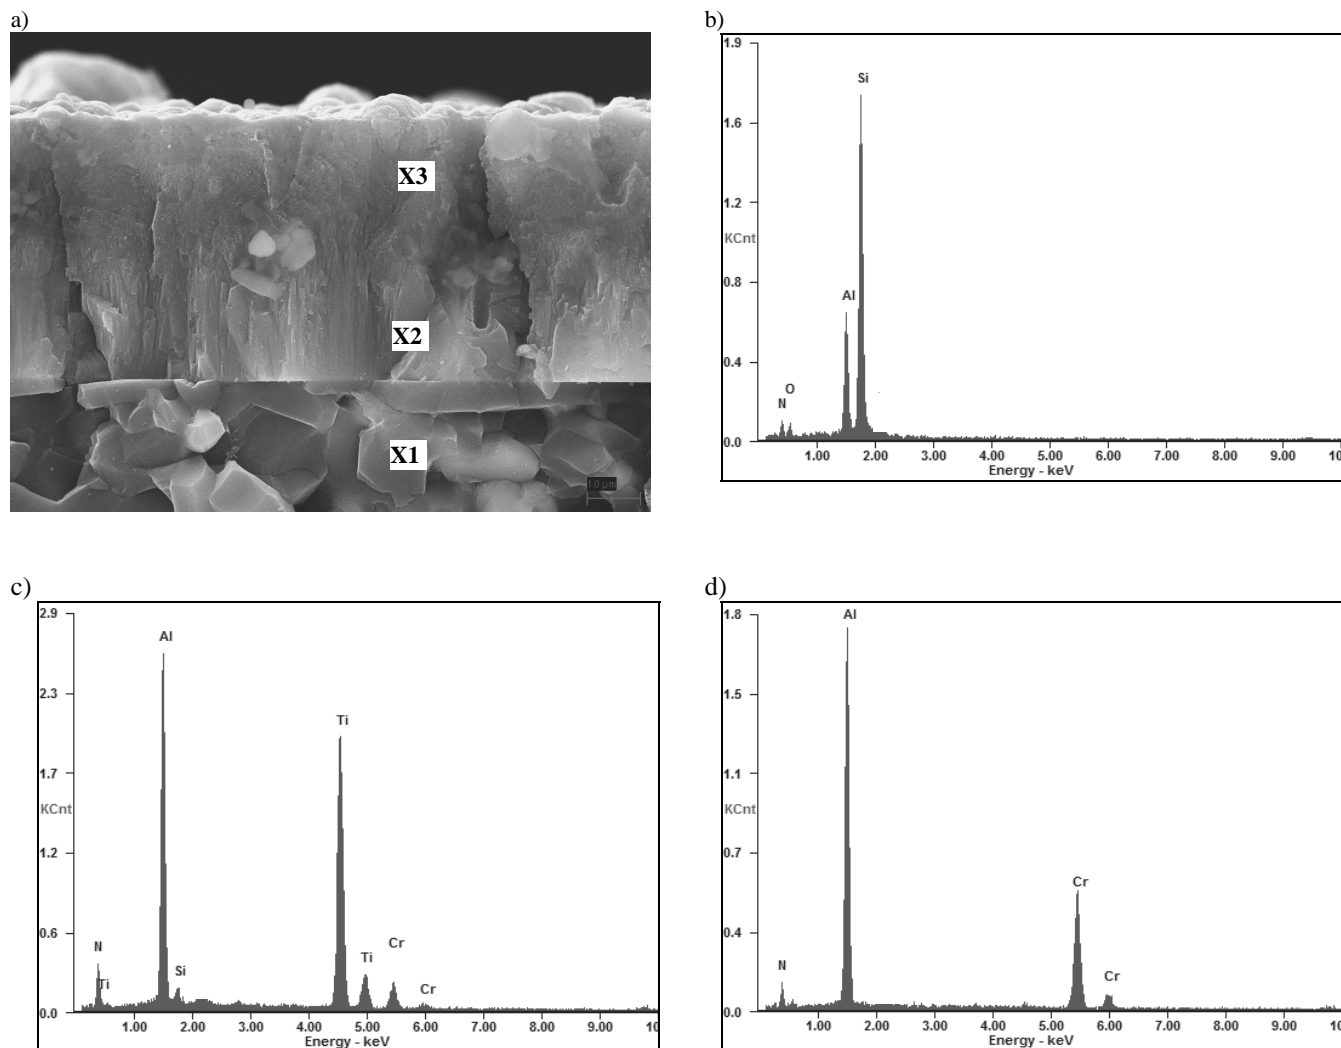 a)
X3
X2
X1
1.0 µm
b)
1.9
1.6
1.2
KCnt
0.8
0.4
0.0
Si
Al
O
N
1.00 2.00 3.00 4.00 5.00 6.00 7.00 8.00 9.00 10
Energy - keV
c)
2.9
2.3
1.7
KCnt
1.2
0.6
0.0
Al
Ti
N
Ti
Si
Ti
Cr
Cr
1.00 2.00 3.00 4.00 5.00 6.00 7.00 8.00 9.00 10
Energy - keV
d)
1.8
1.5
1.1
KCnt
0.7
0.4
0.0
Al
Cr
N
Cr
1.00 2.00 3.00 4.00 5.00 6.00 7.00 8.00 9.00 10
Energy - keV